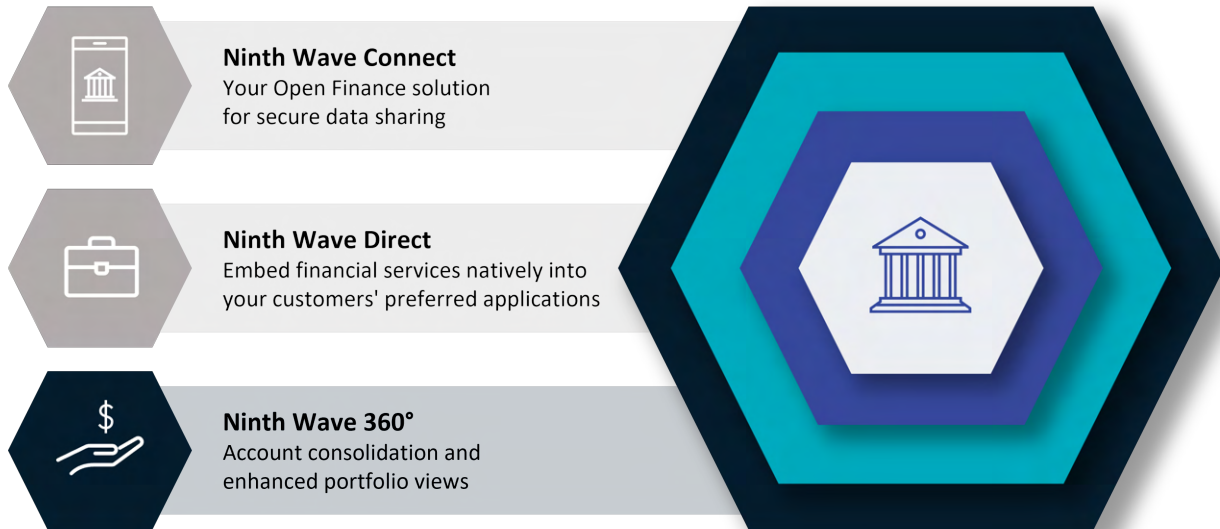 Ninth Wave Connect
Your Open Finance solution
for secure data sharing
Ninth Wave Direct
Embed financial services natively into
your customers' preferred applications
$
Ninth Wave 360°
Account consolidation and
enhanced portfolio views